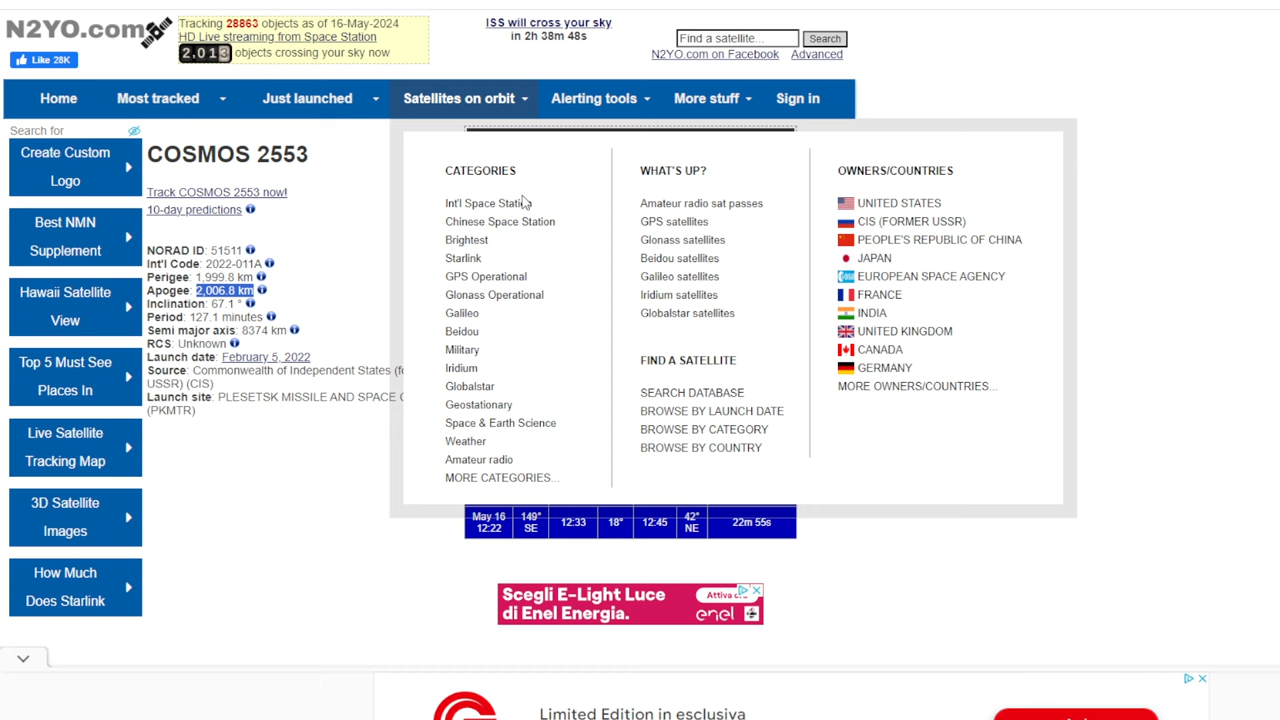 N2YO.com
Like 28K
Tracking 28863 objects as of 16-May-2024
HD Live streaming from Space Station
objects crossing your sky now
ISS will cross your sky
in 2h 38m 48s
Find a satellite...
Search
N2YO.com on Facebook
Advanced
Home
Most tracked
Just launched
Satellites on orbit
Alerting tools
More stuff
Sign in
Search for
Create Custom
Logo
Best NMN
Supplement
Hawaii Satellite
View
Top 5 Must See
Places In
Live Satellite
Tracking Map
3D Satellite
Images
How Much
Does Starlink
COSMOS 2553
Track COSMOS 2553 now!
10-day predictions
NORAD ID: 51511
Int'l Code: 2022-011A
Perigee: 1,999.8 km
Apogee: 2,006.8 km
Inclination: 67.1 °
Period: 127.1 minutes
Semi major axis: 8374 km
RCS: Unknown
Launch date: February 5, 2022
Source: Commonwealth of Independent States (fo
USSR) (CIS)
Launch site: PLESETSK MISSILE AND SPACE C
(PKMTR)
CATEGORIES
Int'l Space Station
Chinese Space Station
Brightest
Starlink
GPS Operational
Glonass Operational
Galileo
Beidou
Military
Iridium
Globalstar
Geostationary
Space & Earth Science
Weather
Amateur radio
MORE CATEGORIES...
WHAT'S UP?
Amateur radio sat passes
GPS satellites
Glonass satellites
Beidou satellites
Galileo satellites
Iridium satellites
Globalstar satellites
FIND A SATELLITE
SEARCH DATABASE
BROWSE BY LAUNCH DATE
BROWSE BY CATEGORY
BROWSE BY COUNTRY
OWNERS/COUNTRIES
UNITED STATES
CIS (FORMER USSR)
PEOPLE'S REPUBLIC OF CHINA
JAPAN
EUROPEAN SPACE AGENCY
FRANCE
INDIA
UNITED KINGDOM
CANADA
GERMANY
MORE OWNERS/COUNTRIES...
May 16
12:22
149°
SE
12:33
18°
12:45
42°
NE
22m 55s
Scegli E-Light Luce
di Enel Energia.
enel
Limited Edition in esclusiva